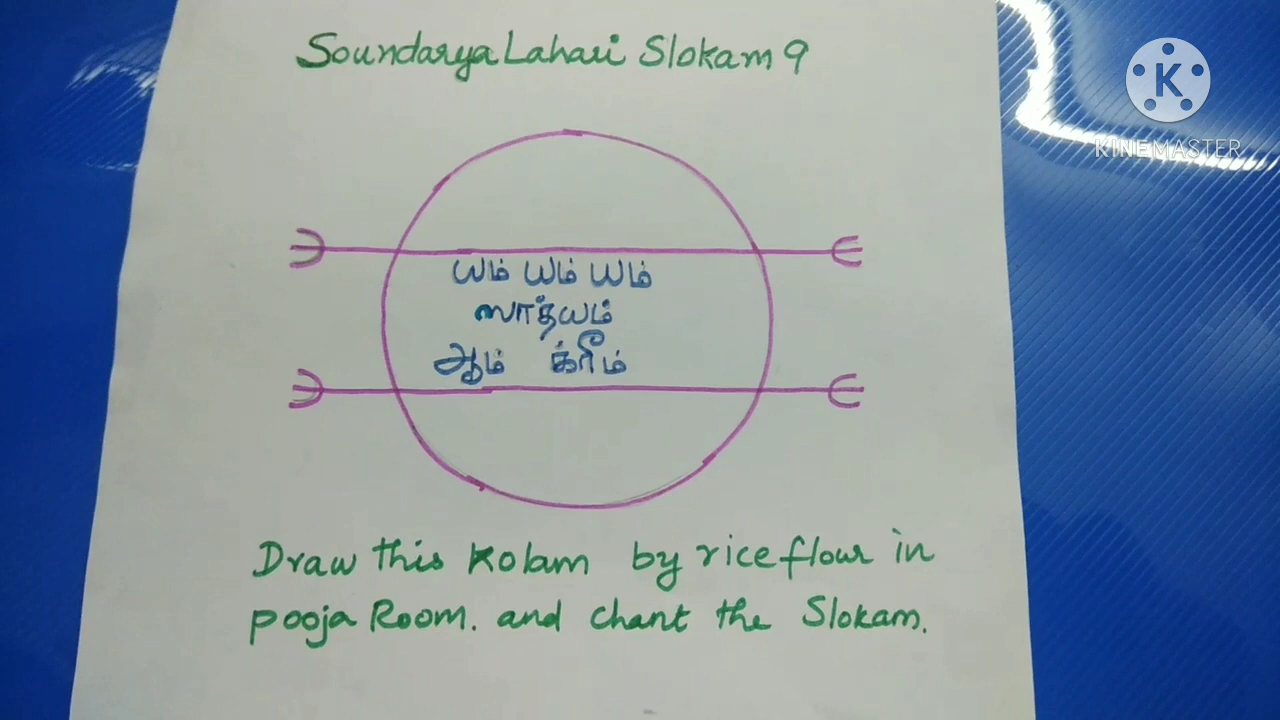 Soundarya Lahari Slokam 9
K
KINEMASTER
யம் யம் யம்
ஸாத்யம்
ஆம் க்ரீம்
Draw this Kolam by rice flour in
pooja Room. and chant the Slokam.